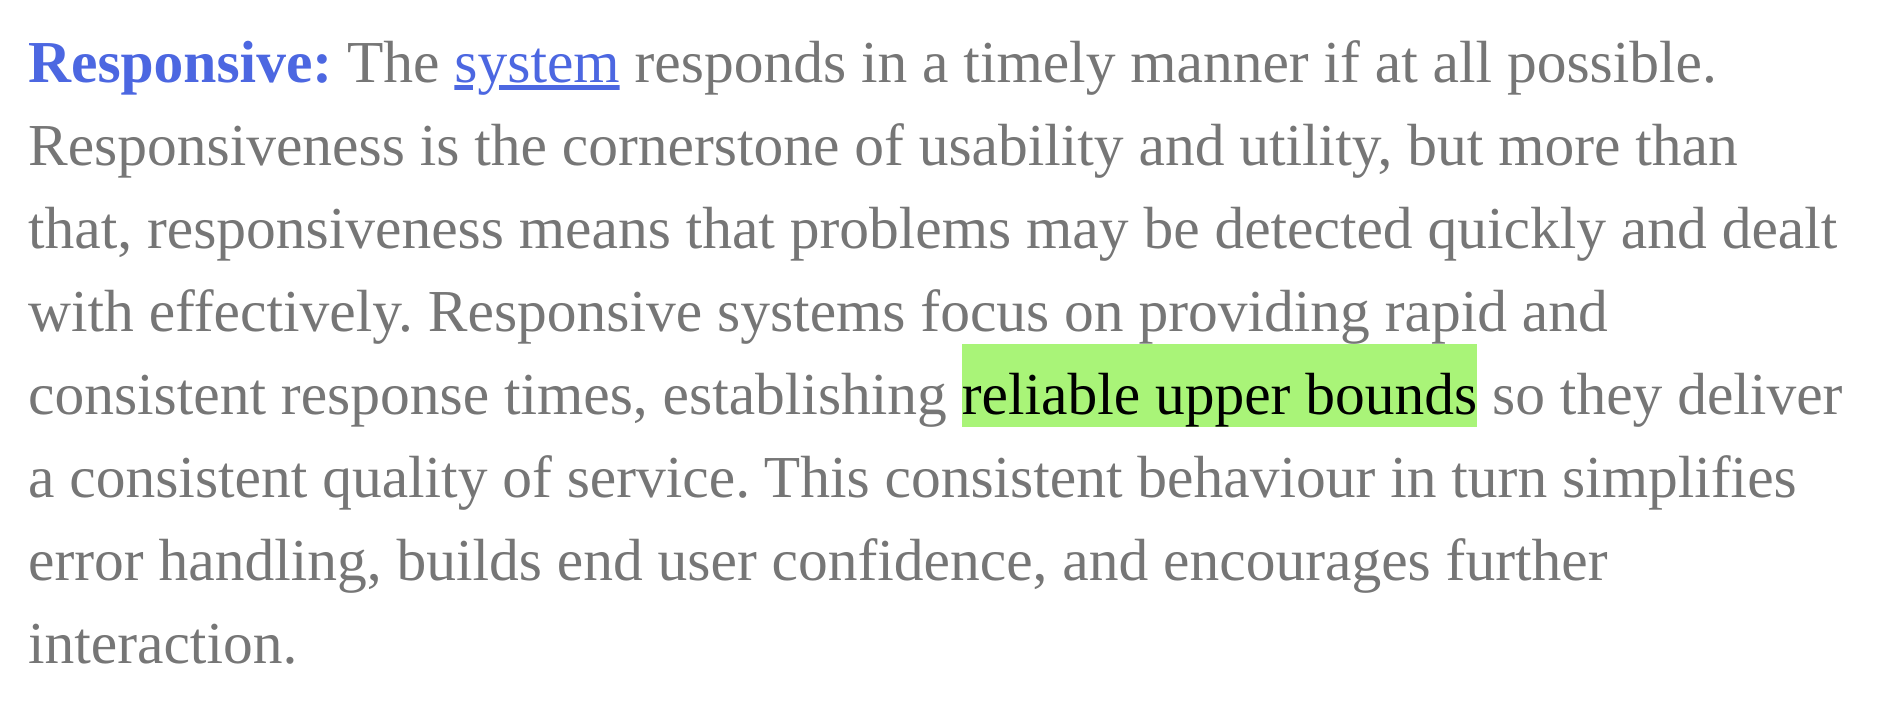 Responsive: The system responds in a timely manner if at all possible.
Responsiveness is the cornerstone of usability and utility, but more than
that, responsiveness means that problems may be detected quickly and dealt
with effectively. Responsive systems focus on providing rapid and
consistent response times, establishing reliable upper bounds so they deliver
a consistent quality of service. This consistent behaviour in turn simplifies
error handling, builds end user confidence, and encourages further
interaction.